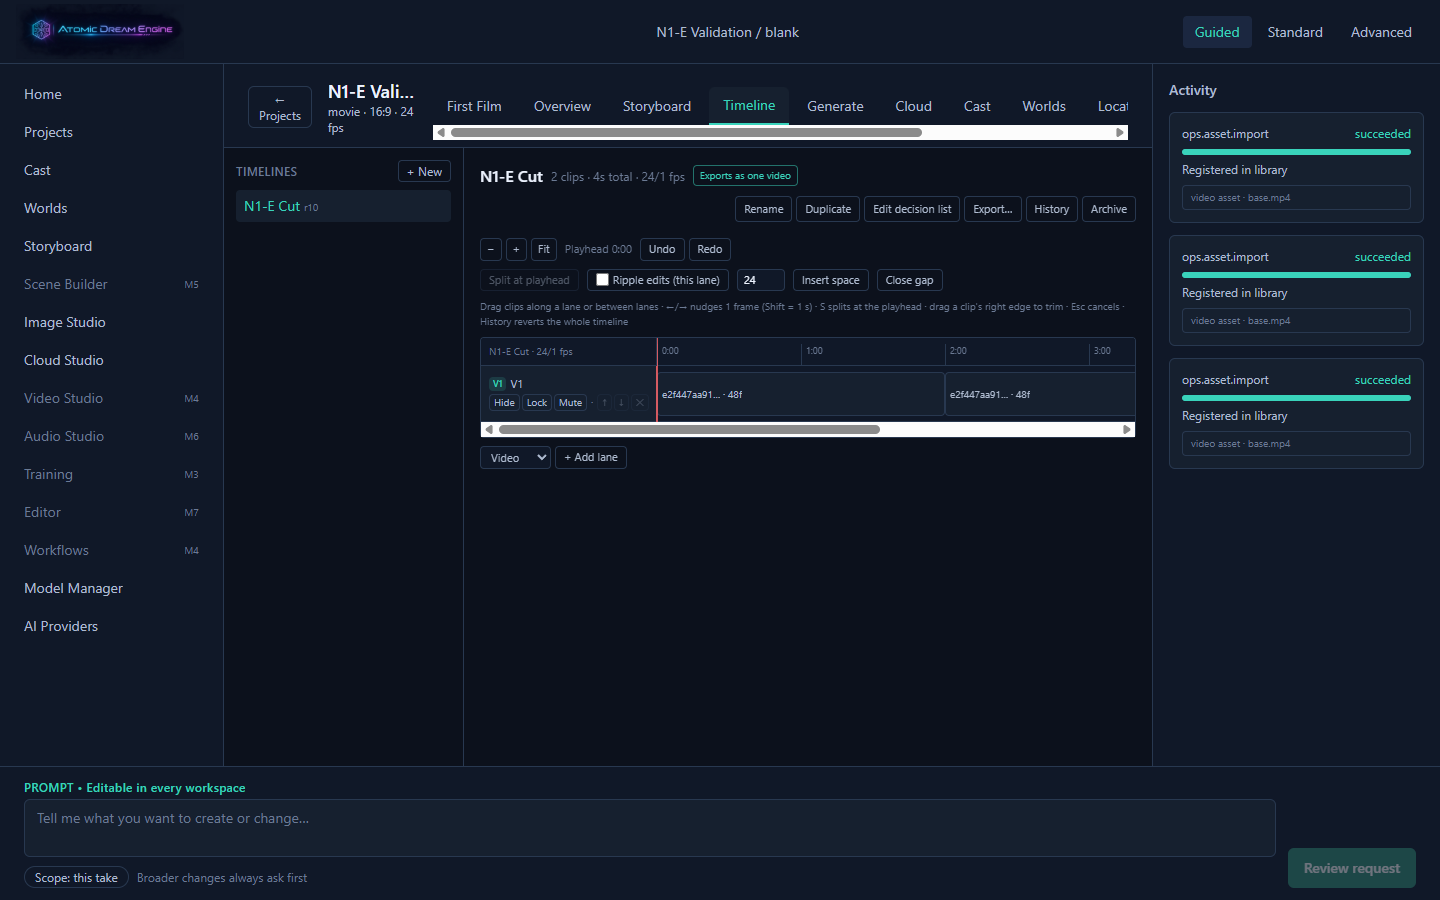 ATOMIC DREAM ENGINE
N1-E Validation / blank
Guided
Standard
Advanced
Home
Projects
Cast
Worlds
Storyboard
Scene Builder M5
Image Studio
Cloud Studio
Video Studio M4
Audio Studio M6
Training M3
Editor M7
Workflows M4
Model Manager
AI Providers
← Projects
N1-E Vali...
movie · 16:9 · 24 fps
First Film
Overview
Storyboard
Timeline
Generate
Cloud
Cast
Worlds
Locat
TIMELINES
+ New
N1-E Cut r10
N1-E Cut 2 clips · 4s total · 24/1 fps Exports as one video
Rename
Duplicate
Edit decision list
Export...
History
Archive
− + Fit Playhead 0:00 Undo Redo
Split at playhead Ripple edits (this lane) 24 Insert space Close gap
Drag clips along a lane or between lanes · ←/→ nudges 1 frame (Shift = 1 s) · S splits at the playhead · drag a clip's right edge to trim · Esc cancels ·
History reverts the whole timeline
N1-E Cut · 24/1 fps 0:00 1:00 2:00 3:00
V1 V1
Hide Lock Mute - ↑ ↓ ×
e2f447aa91... · 48f e2f447aa91... · 48f
Video + Add lane
Activity
ops.asset.import succeeded
Registered in library
video asset · base.mp4
ops.asset.import succeeded
Registered in library
video asset · base.mp4
ops.asset.import succeeded
Registered in library
video asset · base.mp4
PROMPT • Editable in every workspace
Tell me what you want to create or change...
Scope: this take Broader changes always ask first
Review request